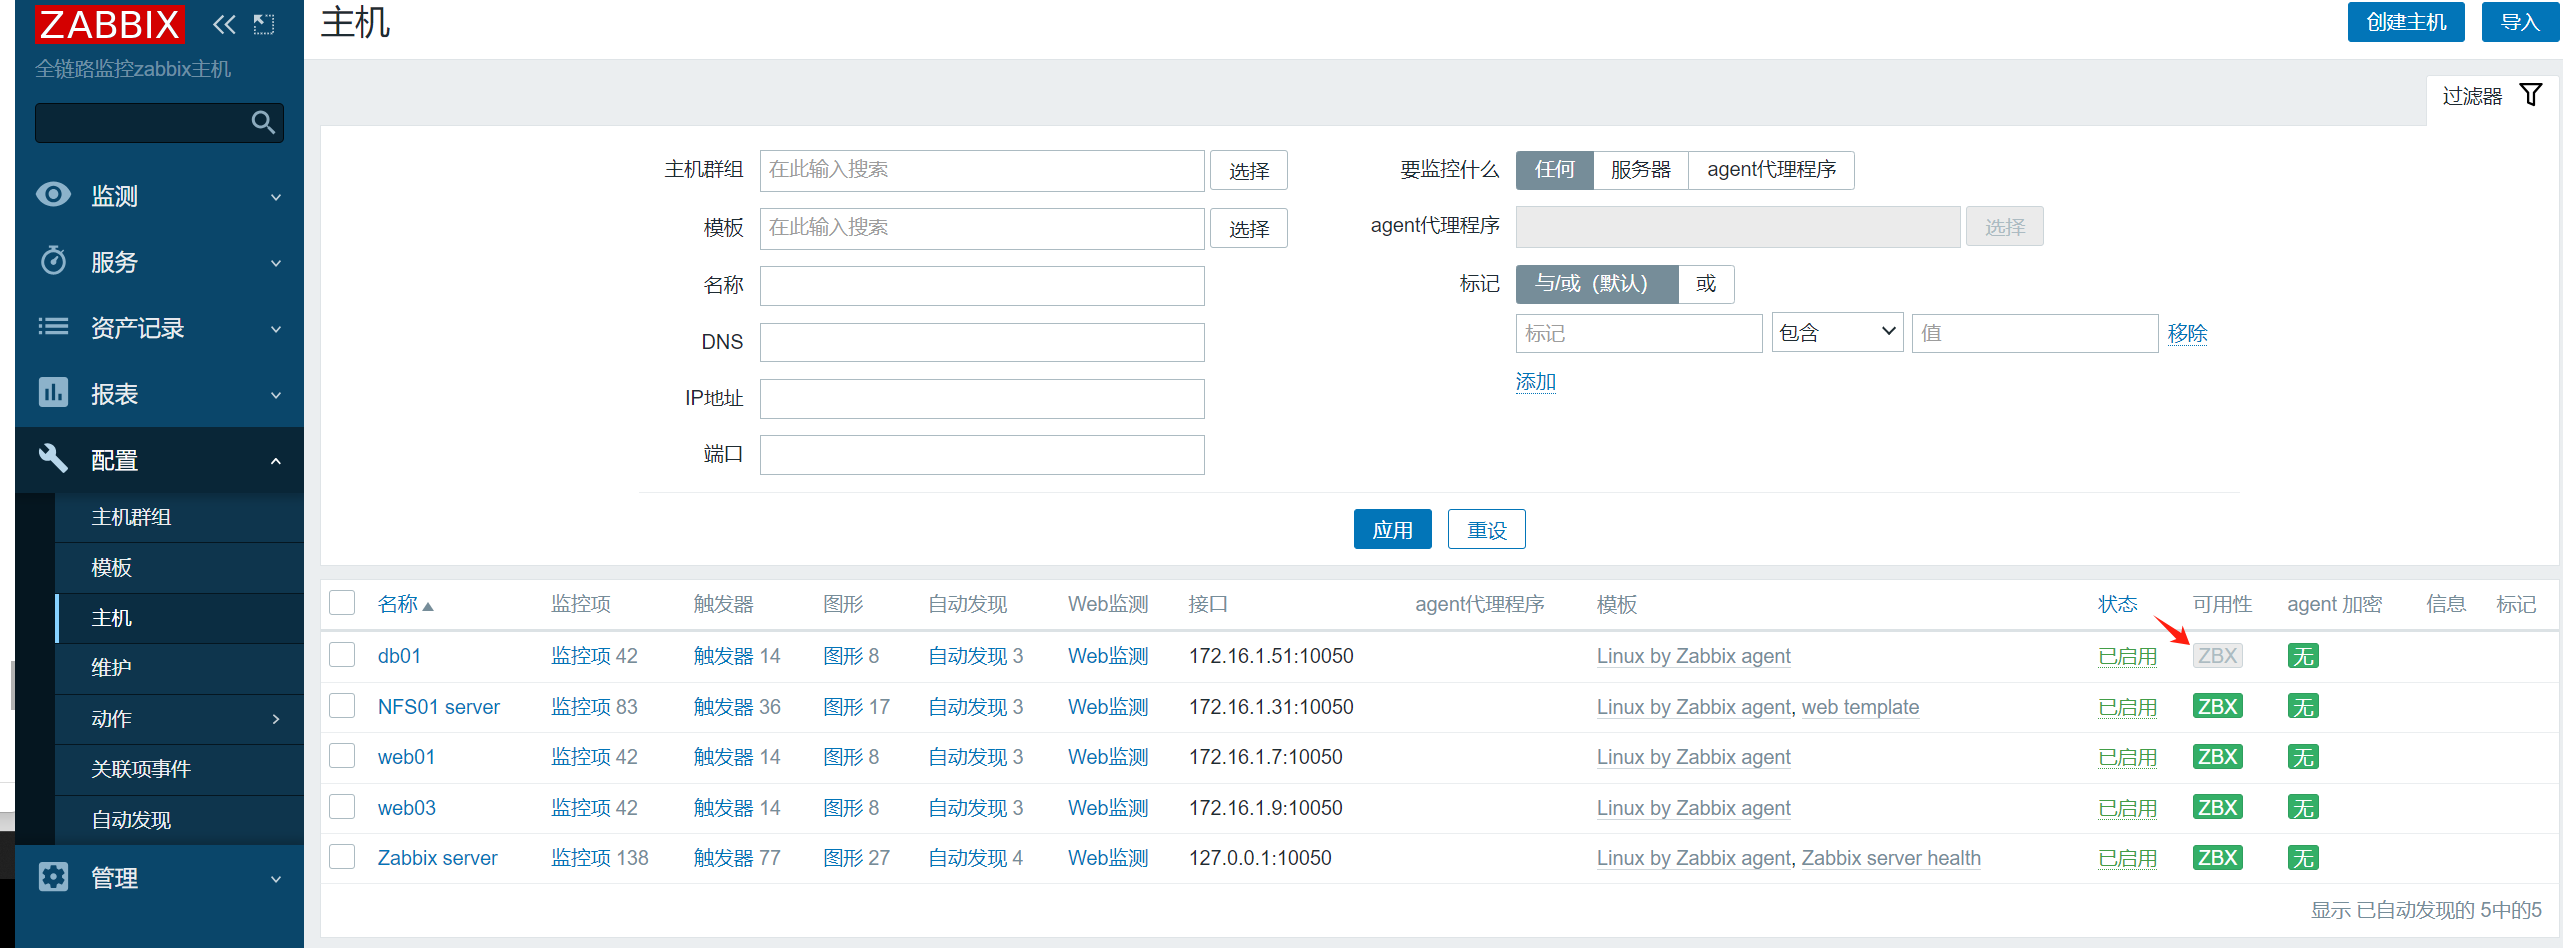 ZABBIX
全链路监控zabbix主机
监测
服务
资产记录
报表
配置
主机群组
模板
主机
维护
动作
关联项事件
自动发现
管理
主机
创建主机 导入
过滤器
主机群组 在此输入搜索 选择
模板 在此输入搜索 选择
名称
DNS
IP地址
端口
要监控什么 任何 服务器 agent代理程序
agent代理程序 选择
标记 与/或（默认） 或
标记 包含 值 移除
添加
应用 重设
名称 监控项 触发器 图形 自动发现 Web监测 接口 agent代理程序 模板 状态 可用性 agent 加密 信息 标记
db01 监控项 42 触发器 14 图形 8 自动发现 3 Web监测 172.16.1.51:10050 Linux by Zabbix agent 已启用 ZBX 无
NFS01 server 监控项 83 触发器 36 图形 17 自动发现 3 Web监测 172.16.1.31:10050 Linux by Zabbix agent, web template 已启用 ZBX 无
web01 监控项 42 触发器 14 图形 8 自动发现 3 Web监测 172.16.1.7:10050 Linux by Zabbix agent 已启用 ZBX 无
web03 监控项 42 触发器 14 图形 8 自动发现 3 Web监测 172.16.1.9:10050 Linux by Zabbix agent 已启用 ZBX 无
Zabbix server 监控项 138 触发器 77 图形 27 自动发现 4 Web监测 127.0.0.1:10050 Linux by Zabbix agent, Zabbix server health 已启用 ZBX 无
显示 已自动发现的 5中的5